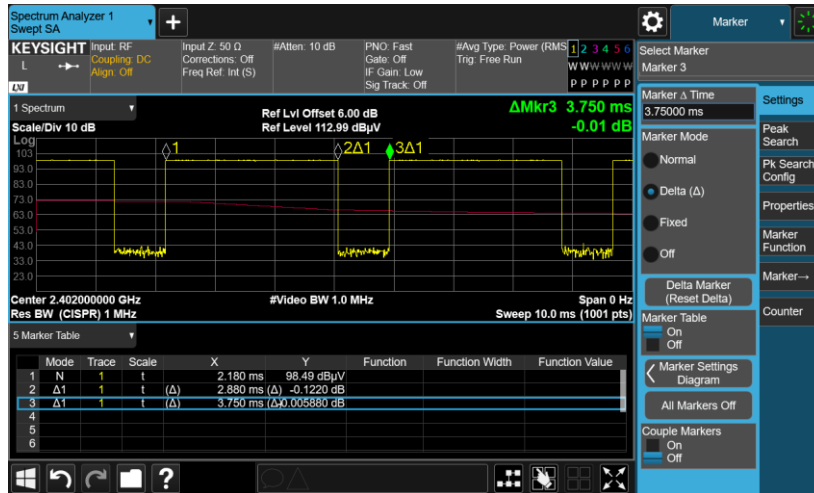 Spectrum Analyzer 1
Swept SA
Marker
KEYSIGHT
L
LXI
Input: RF
Coupling: DC
Align: Off
Input Z: 50 Ω
Corrections: Off
Freq Ref: Int (S)
#Atten: 10 dB
PNO: Fast
Gate: Off
IF Gain: Low
Sig Track: Off
#Avg Type: Power (RMS
Trig: Free Run
1 2 3 4 5 6
W W W W W W
P P P P P P
1 Spectrum
Scale/Div 10 dB
Ref Lvl Offset 6.00 dB
Ref Level 112.99 dBµV
ΔMkr3 3.750 ms
-0.01 dB
Log
103
93.0
83.0
73.0
63.0
53.0
43.0
33.0
23.0
1
2Δ1
3Δ1
Center 2.402000000 GHz
Res BW (CISPR) 1 MHz
#Video BW 1.0 MHz
Span 0 Hz
Sweep 10.0 ms (1001 pts)
5 Marker Table
Mode Trace Scale X Y Function Function Width Function Value
1 N 1 t 2.180 ms 98.49 dBµV
2 Δ1 1 t (Δ) 2.880 ms (Δ) -0.1220 dB
3 Δ1 1 t (Δ) 3.750 ms (Δ) -0.005880 dB
4
5
6
?
Select Marker
Marker 3
Marker Δ Time
3.75000 ms
Marker Mode
Normal
Delta (Δ)
Fixed
Off
Delta Marker
(Reset Delta)
Marker Table
On
Off
Marker Settings
Diagram
All Markers Off
Couple Markers
On
Off
Settings
Peak
Search
Pk Search
Config
Properties
Marker
Function
Marker→
Counter